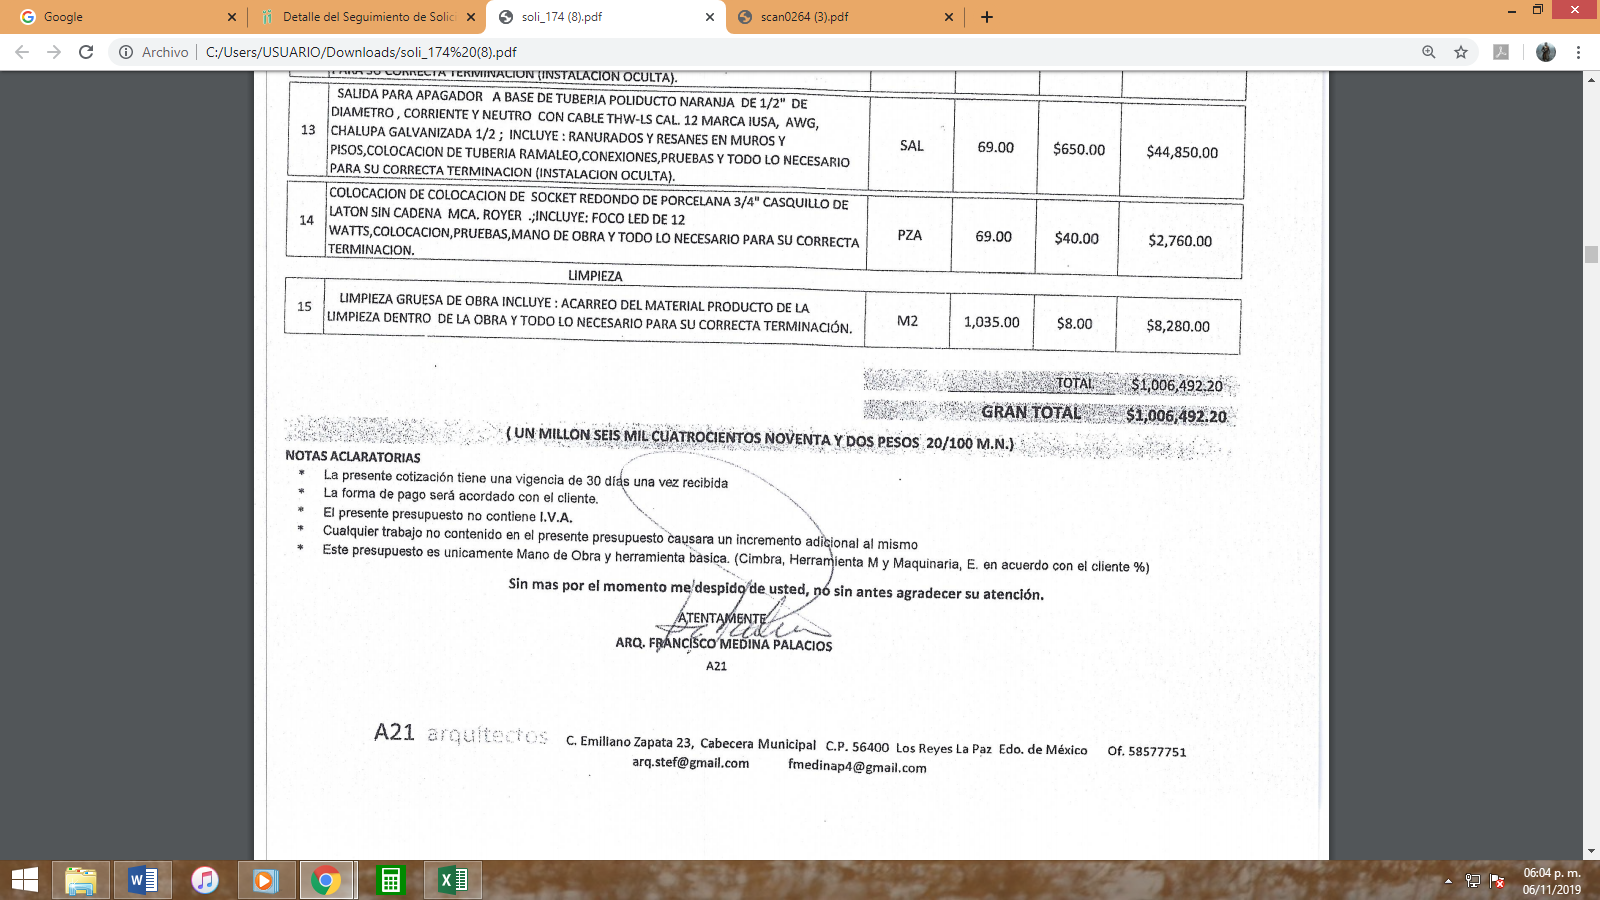 Google
Detalle del Seguimiento de Solici
soli_174 (8).pdf
scan0264 (3).pdf
Archivo
C:/Users/USUARIO/Downloads/soli_174%20(8).pdf
PARA SU CORRECTA TERMINACION (INSTALACION OCULTA).
13
SALIDA PARA APAGADOR A BASE DE TUBERIA POLIDUCTO NARANJA DE 1/2" DE
DIAMETRO , CORRIENTE Y NEUTRO CON CABLE THW-LS CAL. 12 MARCA IUSA, AWG,
CHALUPA GALVANIZADA 1/2 ; INCLUYE : RANURADOS Y RESANES EN MUROS Y
PISOS,COLOCACION DE TUBERIA RAMALEO,CONEXIONES,PRUEBAS Y TODO LO NECESARIO
PARA SU CORRECTA TERMINACION (INSTALACION OCULTA).
SAL 69.00 $650.00 $44,850.00
14
COLOCACION DE COLOCACION DE SOCKET REDONDO DE PORCELANA 3/4" CASQUILLO DE
LATON SIN CADENA MCA. ROYER .;INCLUYE: FOCO LED DE 12
WATTS,COLOCACION,PRUEBAS,MANO DE OBRA Y TODO LO NECESARIO PARA SU CORRECTA
TERMINACION.
PZA 69.00 $40.00 $2,760.00
LIMPIEZA
15
LIMPIEZA GRUESA DE OBRA INCLUYE : ACARREO DEL MATERIAL PRODUCTO DE LA
LIMPIEZA DENTRO DE LA OBRA Y TODO LO NECESARIO PARA SU CORRECTA TERMINACIÓN.
M2 1,035.00 $8.00 $8,280.00
TOTAL $1,006,492.20
GRAN TOTAL $1,006,492.20
( UN MILLON SEIS MIL CUATROCIENTOS NOVENTA Y DOS PESOS 20/100 M.N.)
NOTAS ACLARATORIAS
* La presente cotización tiene una vigencia de 30 días una vez recibida
* La forma de pago será acordado con el cliente.
* El presente presupuesto no contiene I.V.A.
* Cualquier trabajo no contenido en el presente presupuesto causara un incremento adicional al mismo
* Este presupuesto es unicamente Mano de Obra y herramienta basica. (Cimbra, Herramienta M y Maquinaria, E. en acuerdo con el cliente %)
Sin mas por el momento me despido de usted, no sin antes agradecer su atención.
ATENTAMENTE
ARQ. FRANCISCO MEDINA PALACIOS
A21
A21 arquitectos
C. Emiliano Zapata 23, Cabecera Municipal C.P. 56400 Los Reyes La Paz Edo. de México Of. 58577751
arq.stef@gmail.com fmedinap4@gmail.com
06:04 p. m.
06/11/2019